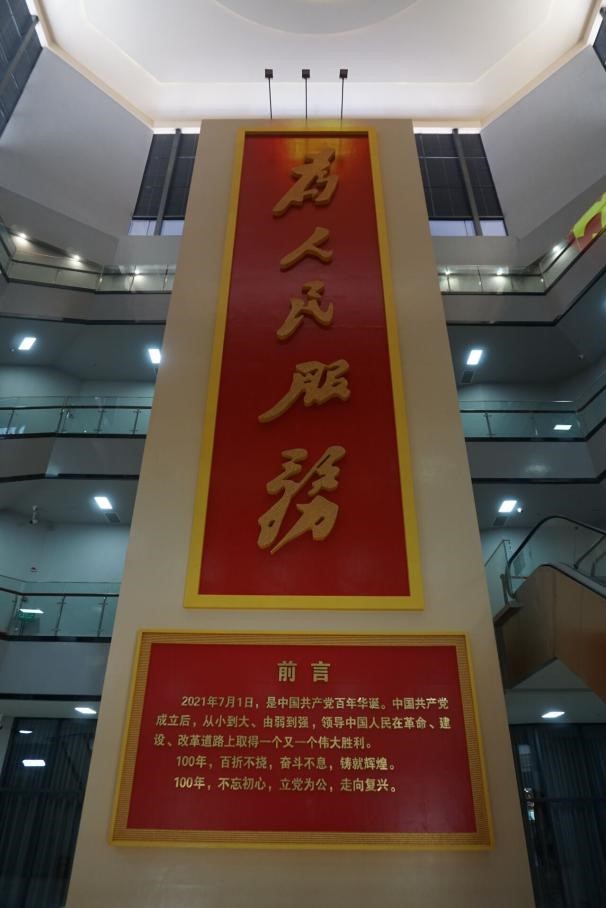 为人民服务
前言
2021年7月1日，是中国共产党百年华诞。中国共产党
成立后，从小到大、由弱到强，领导中国人民在革命、建
设、改革道路上取得一个又一个伟大胜利。
100年，百折不挠，奋斗不息，铸就辉煌。
100年，不忘初心，立党为公，走向复兴。